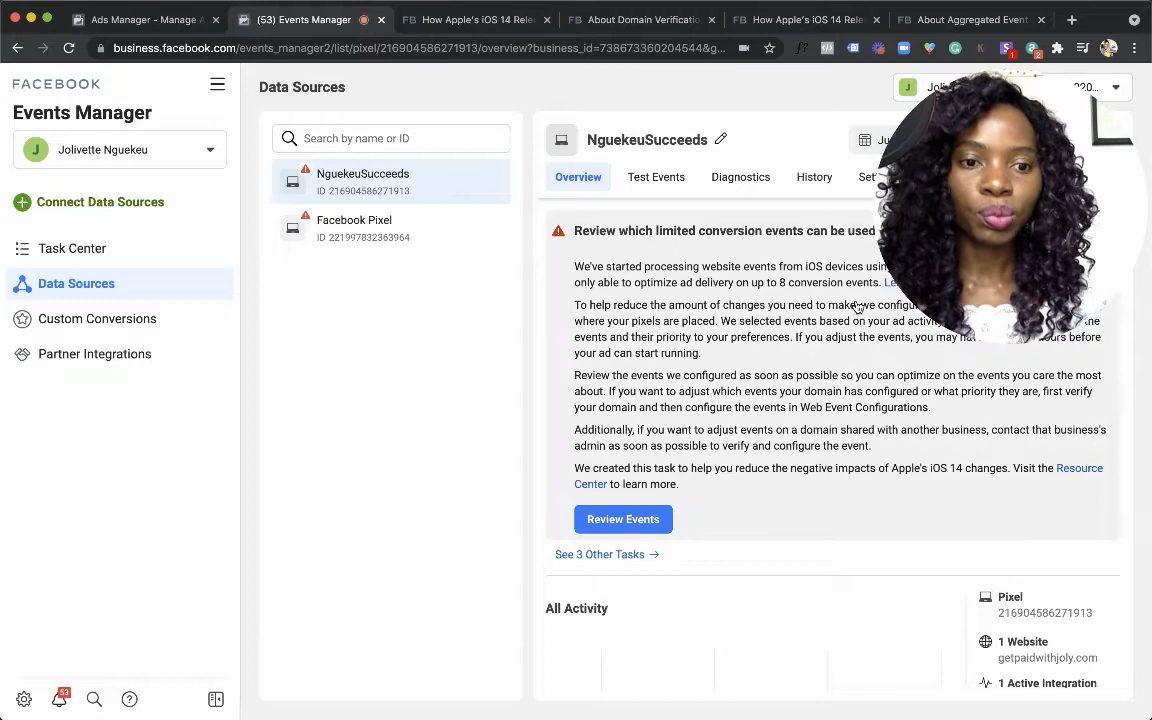 Ads Manager - Manage A
(53) Events Manager
How Apple's iOS 14 Rele
About Domain Verificatio
How Apple's iOS 14 Rele
About Aggregated Event
business.facebook.com/events_manager2/list/pixel/216904586271913/overview?business_id=738673360204544&g...
FACEBOOK
Events Manager
J Jolivette Nguekeu
Connect Data Sources
Task Center
Data Sources
Custom Conversions
Partner Integrations
53
Data Sources
J
220...
Search by name or ID
NguekeuSucceeds
ID 216904586271913
Facebook Pixel
ID 221997832363964
NguekeuSucceeds
Overview
Test Events
Diagnostics
History
Set
Review which limited conversion events can be used
We've started processing website events from iOS devices using
only able to optimize ad delivery on up to 8 conversion events.
To help reduce the amount of changes you need to make, we configu
where your pixels are placed. We selected events based on your ad activ the
events and their priority to your preferences. If you adjust the events, you may before
your ad can start running.
Review the events we configured as soon as possible so you can optimize on the events you care the most
about. If you want to adjust which events your domain has configured or what priority they are, first verify
your domain and then configure the events in Web Event Configurations.
Additionally, if you want to adjust events on a domain shared with another business, contact that business's
admin as soon as possible to verify and configure the event.
We created this task to help you reduce the negative impacts of Apple's iOS 14 changes. Visit the Resource
Center to learn more.
Review Events
See 3 Other Tasks →
All Activity
Pixel
216904586271913
1 Website
getpaidwithjoly.com
1 Active Integration